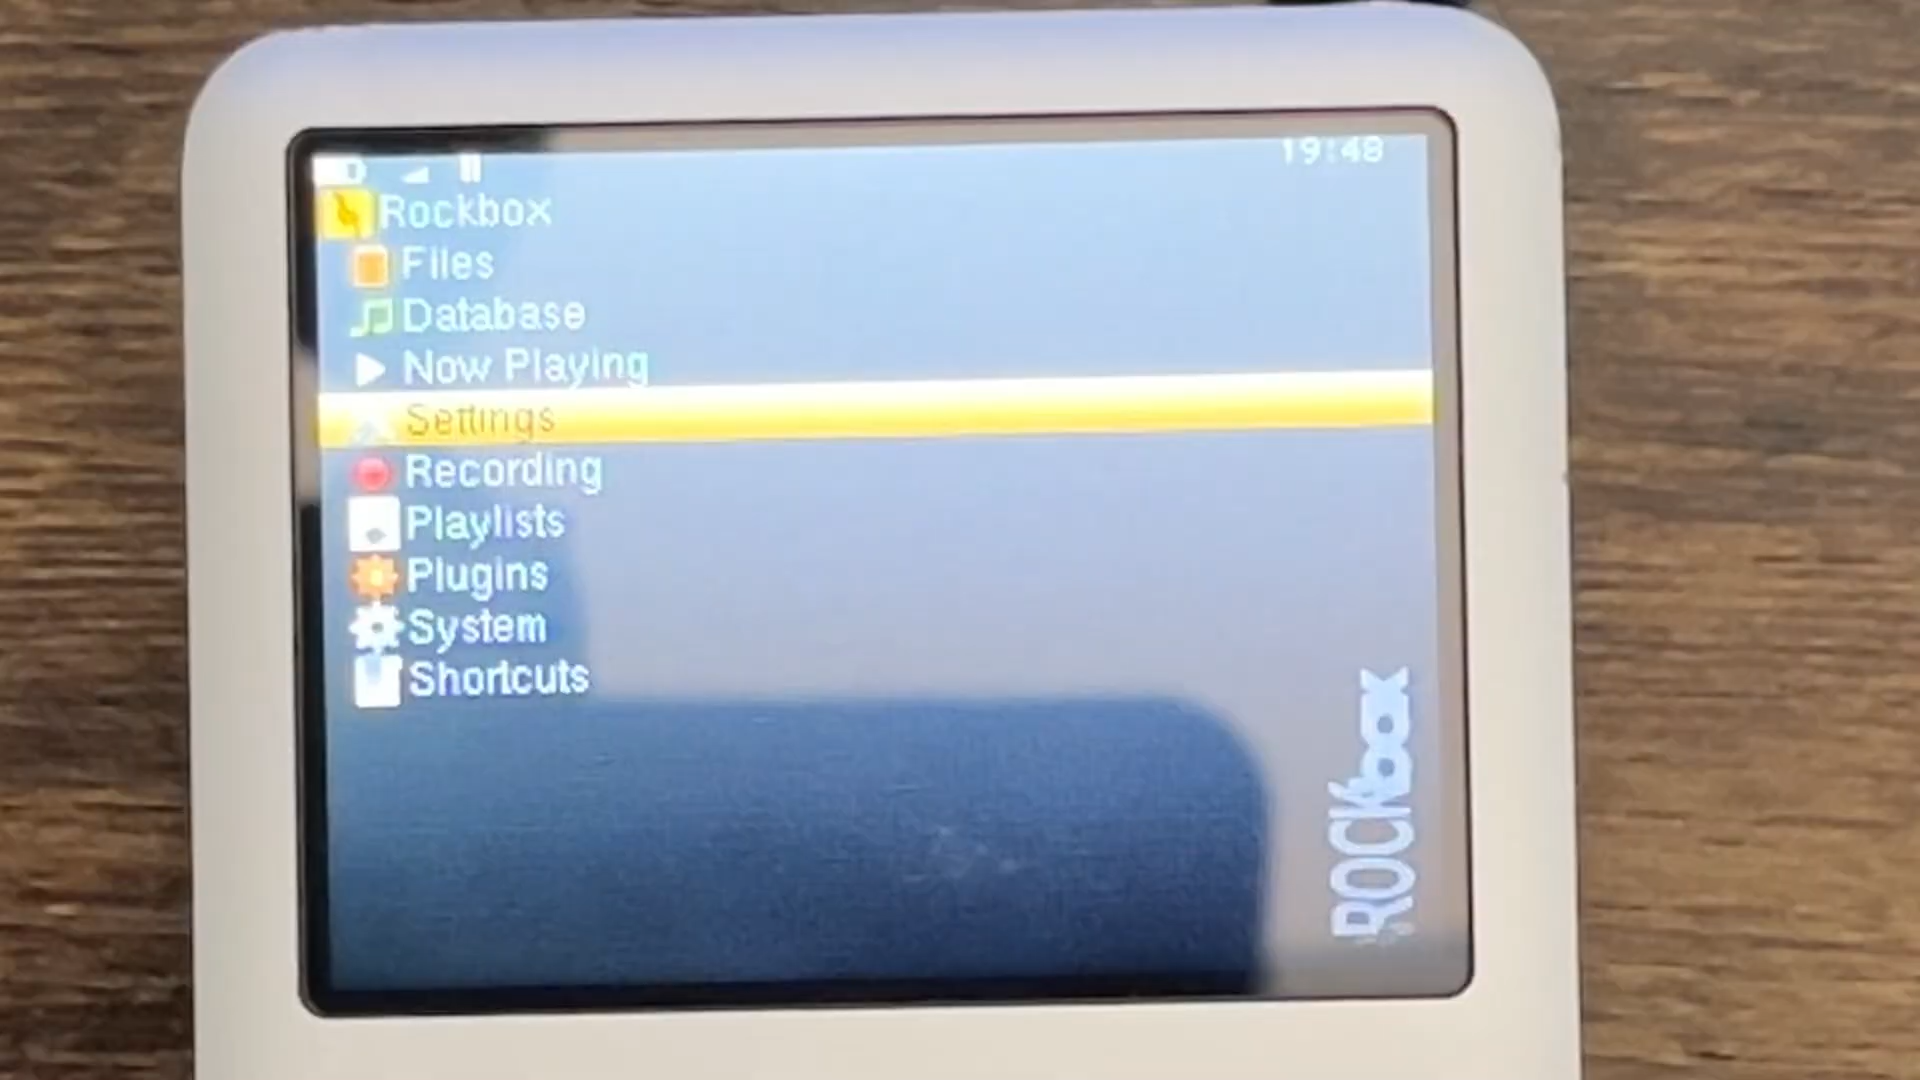 19:48
Rockbox
Files
Database
Now Playing
Settings
Recording
Playlists
Plugins
System
Shortcuts
ROCKbox